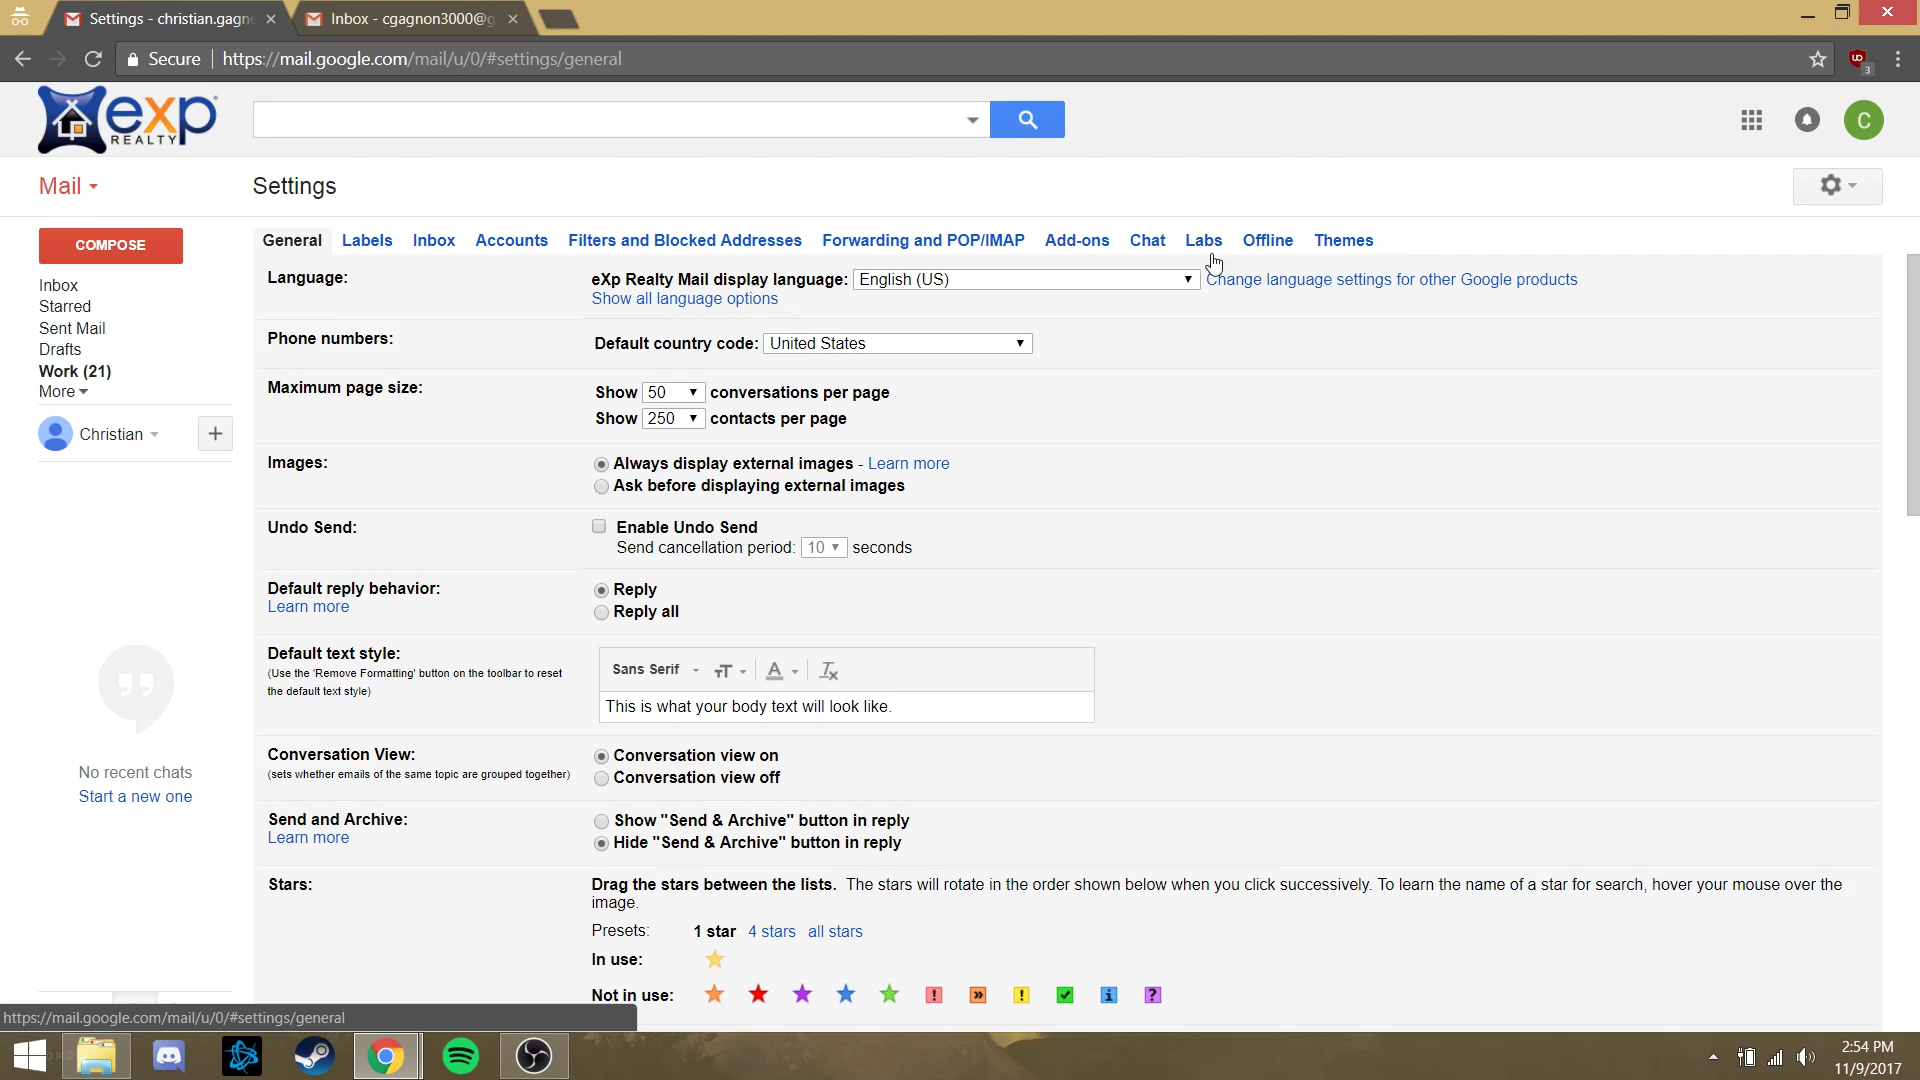 Settings - christian.gagn
Inbox - cgagnon3000@g
Secure
https://mail.google.com/mail/u/0/#settings/general
3
exp
REALTY
C
Mail
Settings
COMPOSE
Inbox
Starred
Sent Mail
Drafts
Work (21)
More
Christian
+
No recent chats
Start a new one
General Labels Inbox Accounts Filters and Blocked Addresses Forwarding and POP/IMAP Add-ons Chat Labs Offline Themes
Language:
eXp Realty Mail display language: English (US) Change language settings for other Google products
Show all language options
Phone numbers:
Default country code: United States
Maximum page size:
Show 50 conversations per page
Show 250 contacts per page
Images:
Always display external images - Learn more
Ask before displaying external images
Undo Send:
Enable Undo Send
Send cancellation period: 10 seconds
Default reply behavior:
Learn more
Reply
Reply all
Default text style:
(Use the 'Remove Formatting' button on the toolbar to reset
the default text style)
Sans Serif
This is what your body text will look like.
Conversation View:
(sets whether emails of the same topic are grouped together)
Conversation view on
Conversation view off
Send and Archive:
Learn more
Show "Send & Archive" button in reply
Hide "Send & Archive" button in reply
Stars:
Drag the stars between the lists. The stars will rotate in the order shown below when you click successively. To learn the name of a star for search, hover your mouse over the
image.
Presets: 1 star 4 stars all stars
In use:
Not in use:
https://mail.google.com/mail/u/0/#settings/general
2:54 PM
11/9/2017